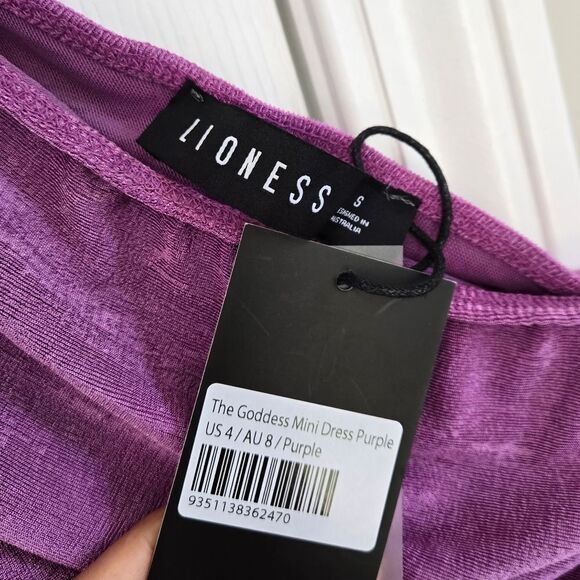 LIONESS
S
DESIGNED IN
AUSTRALIA
The Goddess Mini Dress Purple
US 4 / AU 8 / Purple
9351138362470